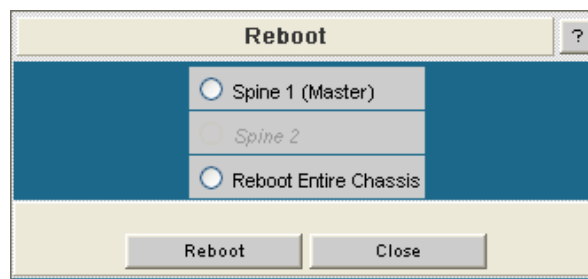 Reboot
?
Spine 1 (Master)
Spine 2
Reboot Entire Chassis
Reboot Close